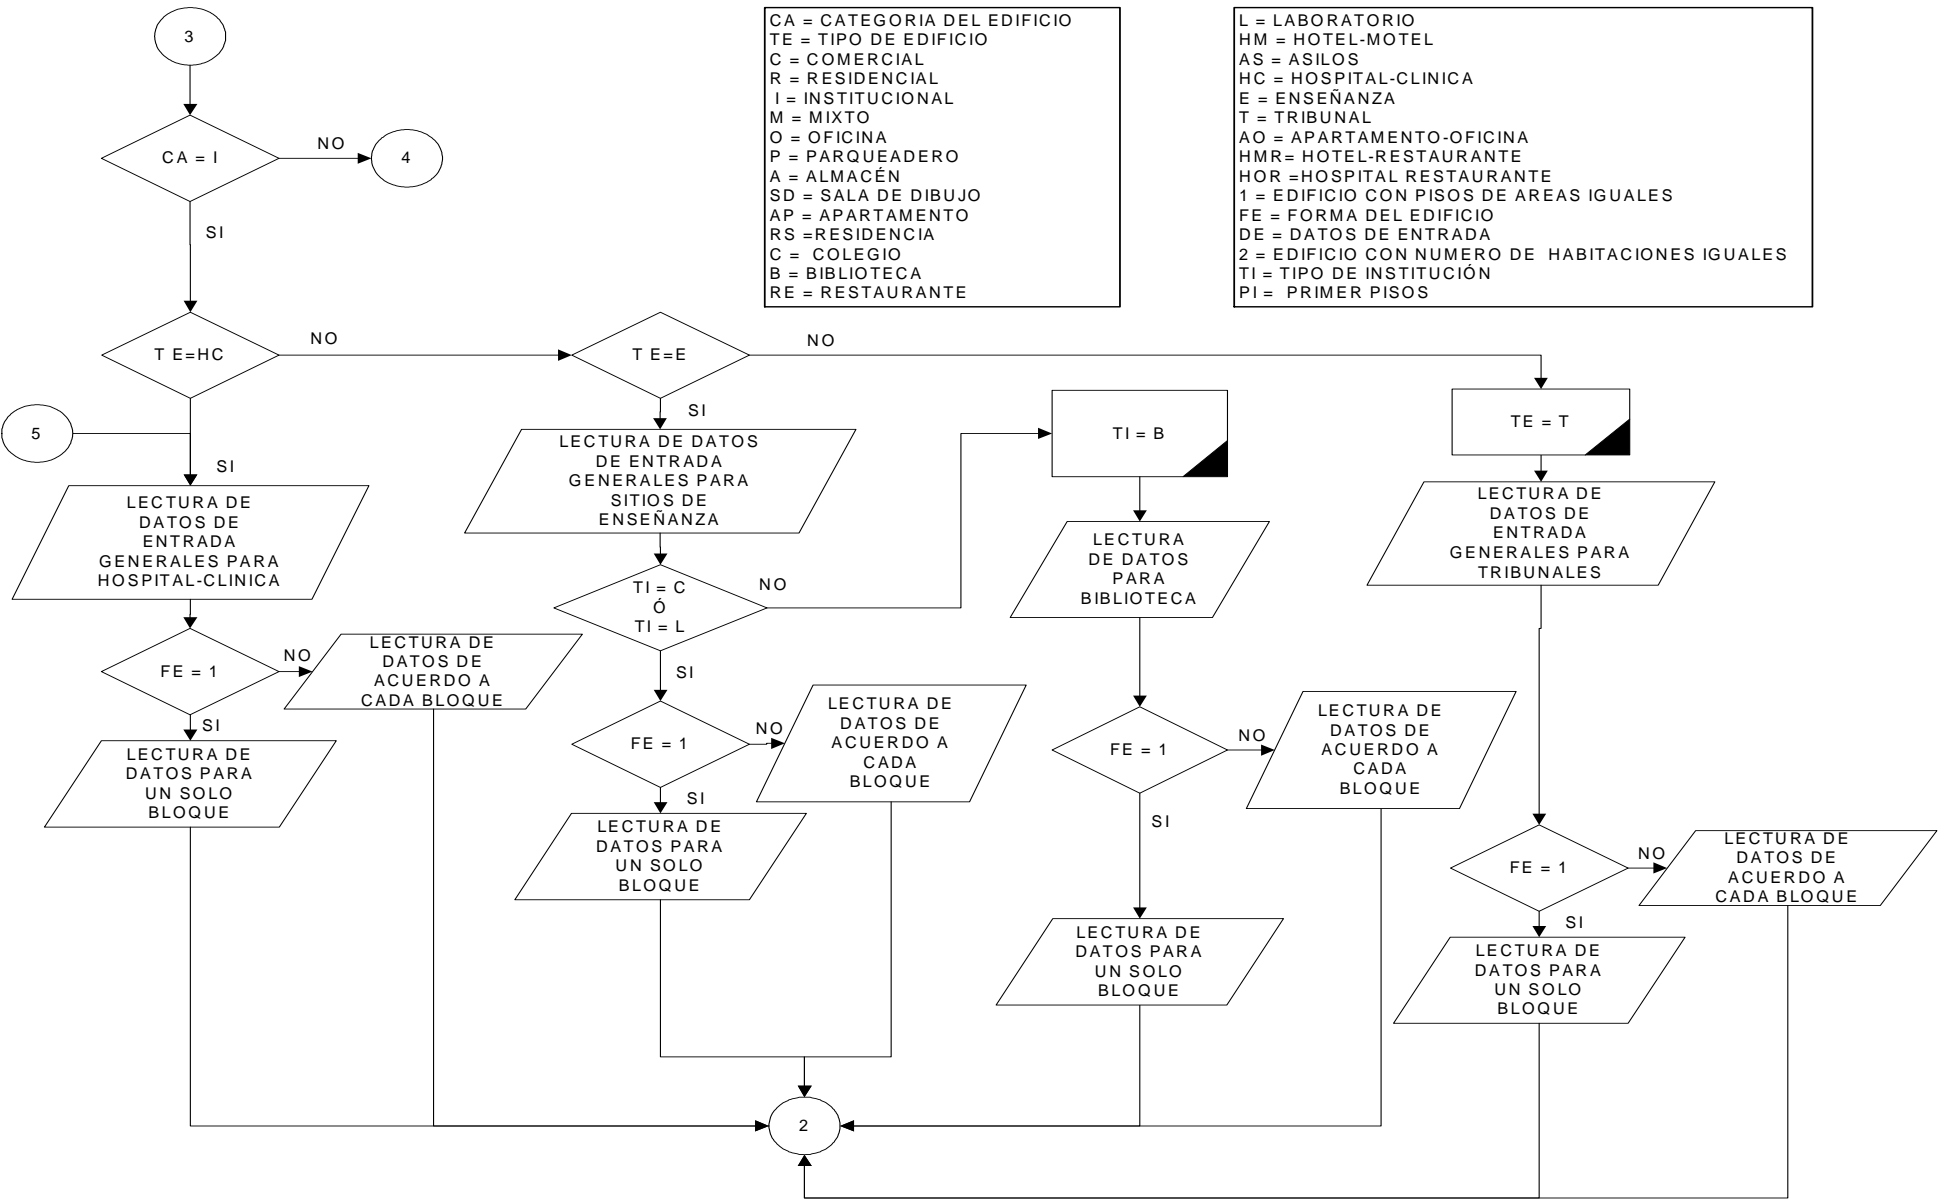 3
CA = I
NO
4
SI
CA = CATEGORIA DEL EDIFICIO
TE = TIPO DE EDIFICIO
C = COMERCIAL
R = RESIDENCIAL
I = INSTITUCIONAL
M = MIXTO
O = OFICINA
P = PARQUEADERO
A = ALMACÉN
SD = SALA DE DIBUJO
AP = APARTAMENTO
RS =RESIDENCIA
C = COLEGIO
B = BIBLIOTECA
RE = RESTAURANTE
L = LABORATORIO
HM = HOTEL-MOTEL
AS = ASILOS
HC = HOSPITAL-CLINICA
E = ENSEÑANZA
T = TRIBUNAL
AO = APARTAMENTO-OFICINA
HMR= HOTEL-RESTAURANTE
HOR =HOSPITAL RESTAURANTE
1 = EDIFICIO CON PISOS DE AREAS IGUALES
FE = FORMA DEL EDIFICIO
DE = DATOS DE ENTRADA
2 = EDIFICIO CON NUMERO DE HABITACIONES IGUALES
TI = TIPO DE INSTITUCIÓN
PI = PRIMER PISOS
T E=HC
NO
T E=E
NO
5
SI
LECTURA DE
DATOS DE
ENTRADA
GENERALES PARA
HOSPITAL-CLINICA
FE = 1
NO
LECTURA DE
DATOS DE
ACUERDO A
CADA BLOQUE
SI
LECTURA DE
DATOS PARA
UN SOLO
BLOQUE
SI
LECTURA DE DATOS
DE ENTRADA
GENERALES PARA
SITIOS DE
ENSEÑANZA
TI = C
Ó
TI = L
NO
SI
FE = 1
NO
LECTURA DE
DATOS DE
ACUERDO A
CADA
BLOQUE
SI
LECTURA DE
DATOS PARA
UN SOLO
BLOQUE
TI = B
LECTURA
DE DATOS
PARA
BIBLIOTECA
FE = 1
NO
LECTURA DE
DATOS DE
ACUERDO A
CADA
BLOQUE
SI
LECTURA DE
DATOS PARA
UN SOLO
BLOQUE
TE = T
LECTURA DE
DATOS DE
ENTRADA
GENERALES PARA
TRIBUNALES
FE = 1
NO
LECTURA DE
DATOS DE
ACUERDO A
CADA BLOQUE
SI
LECTURA DE
DATOS PARA
UN SOLO
BLOQUE
2